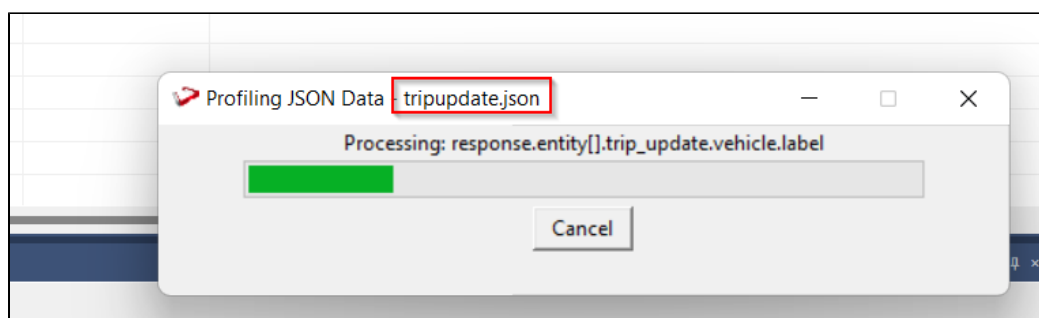 Profiling JSON Data - tripupdate.json
Processing: response.entity[].trip_update.vehicle.label
Cancel